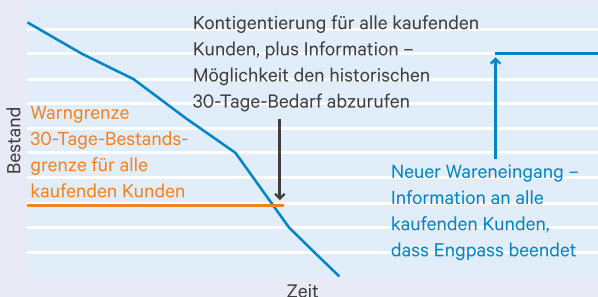 Kontigentierung für alle kaufenden
Kunden, plus Information –
Möglichkeit den historischen
30-Tage-Bedarf abzurufen
Warngrenze
30-Tage-Bestands-
grenze für alle
kaufenden Kunden
Neuer Wareneingang –
Information an alle
kaufenden Kunden,
dass Engpass beendet
Bestand
Zeit